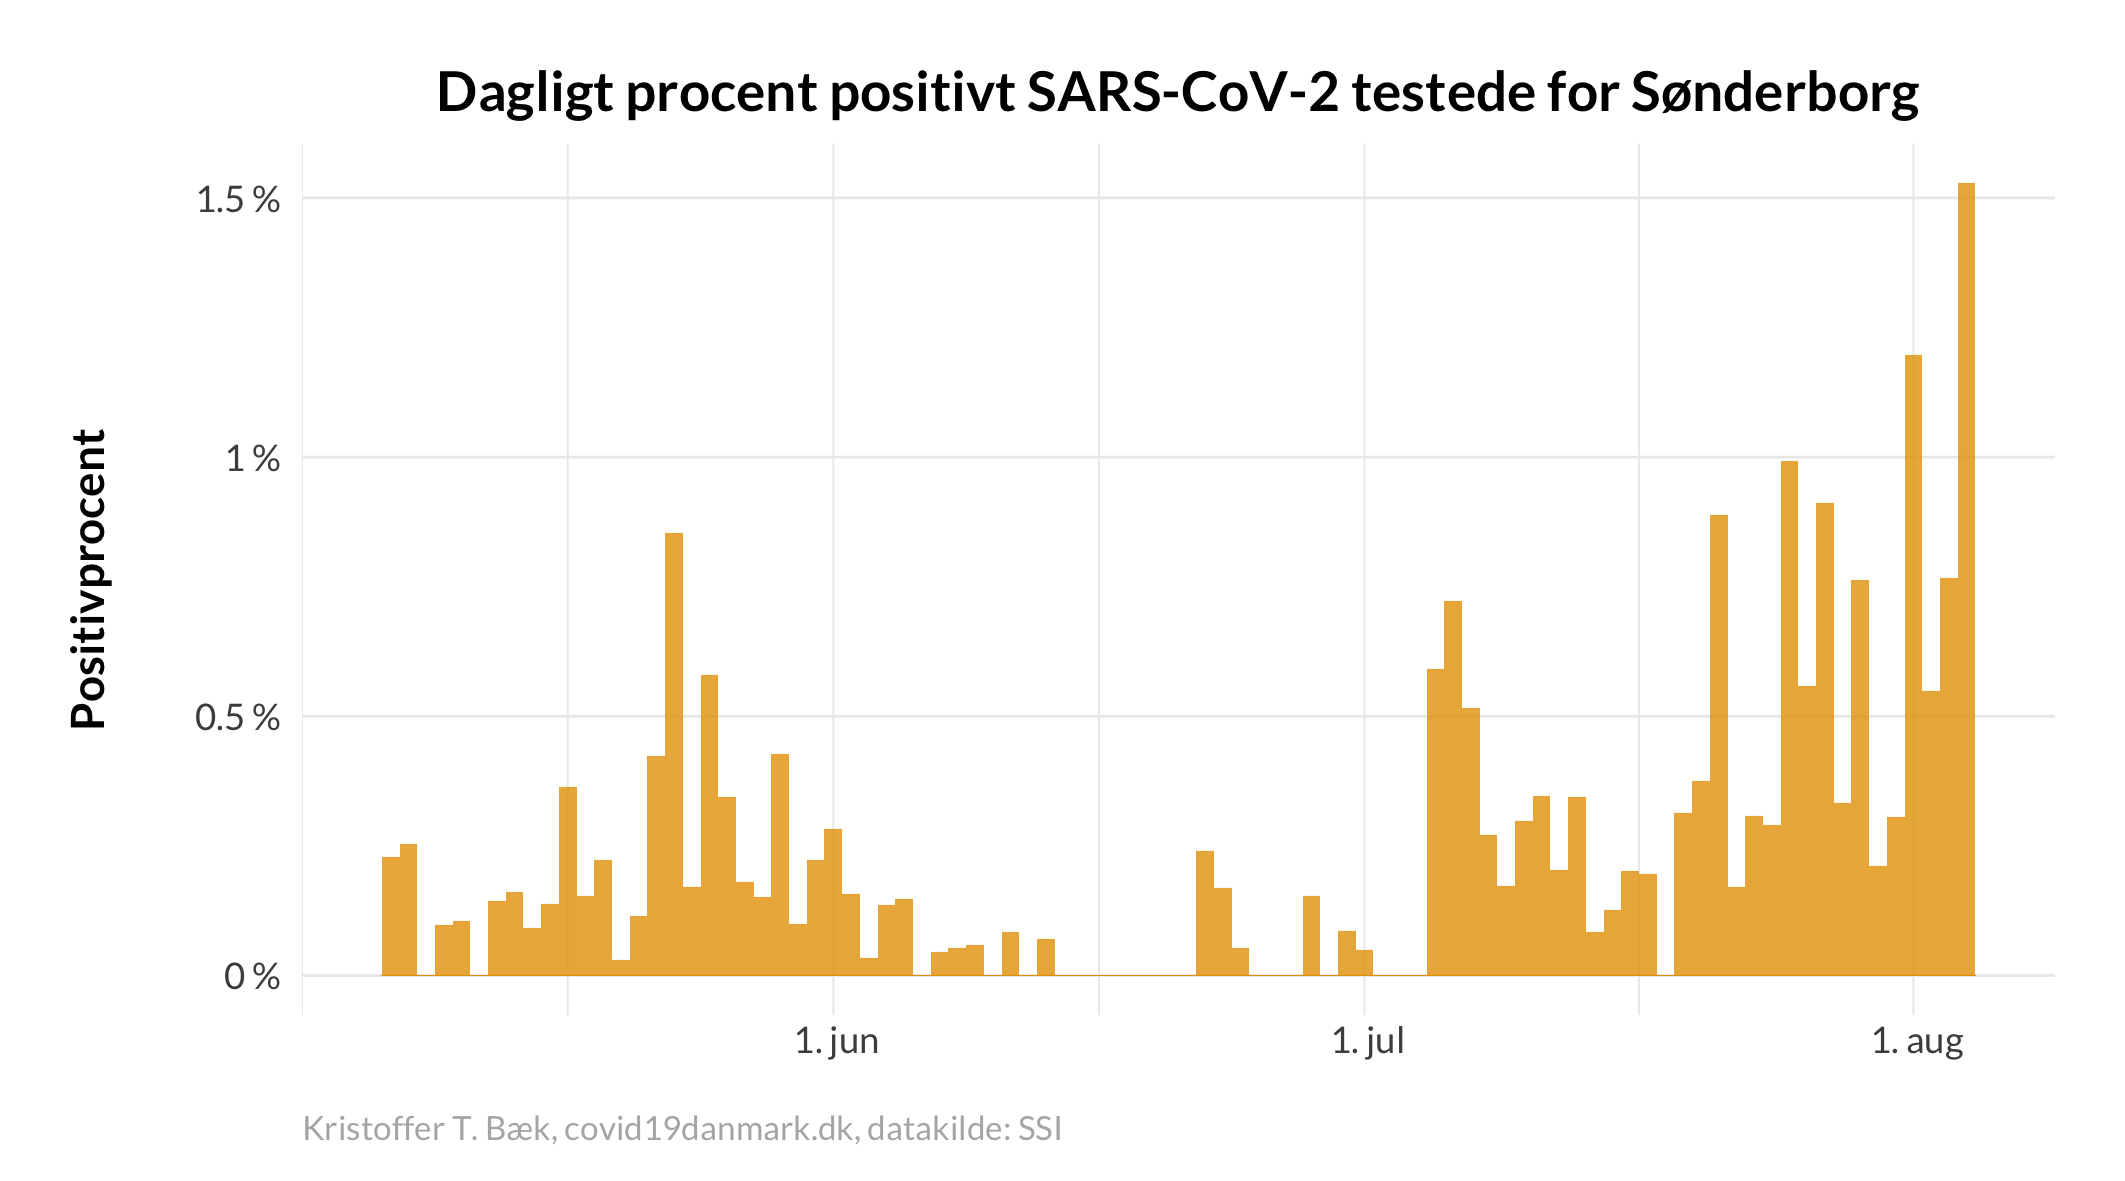 Dagligt procent positivt SARS-CoV-2 testede for Sønderborg
Positivprocent
1.5 %
1 %
0.5 %
0 %
1. jun
1. jul
1. aug
Kristoffer T. Bæk, covid19danmark.dk, datakilde: SSI